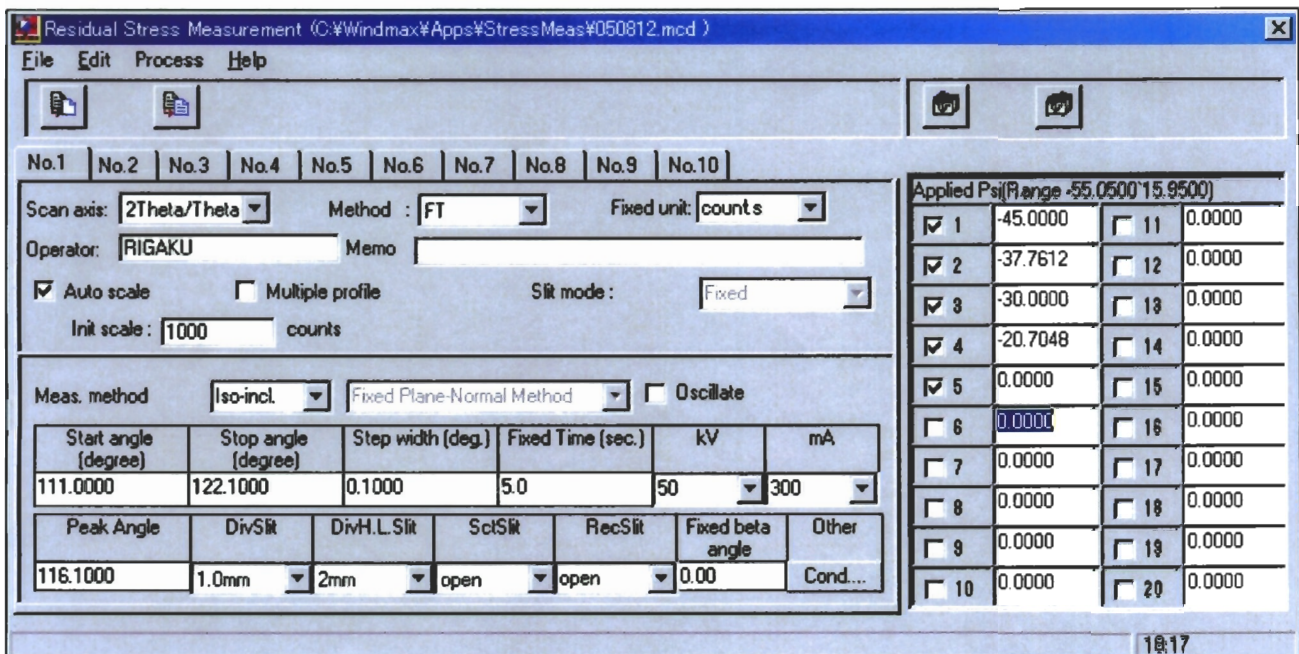 Residual Stress Measurement (C:¥Windmax¥Apps¥StressMeas¥050812.mcd )
File Edit Process Help
No.1 No.2 No.3 No.4 No.5 No.6 No.7 No.8 No.9 No.10
Scan axis: 2Theta/Theta Method : FT Fixed unit: counts
Operator: RIGAKU Memo
Auto scale Multiple profile Slit mode : Fixed
Init scale : 1000 counts
Meas. method Iso-incl. Fixed Plane-Normal Method Oscillate
Start angle (degree) Stop angle (degree) Step width (deg.) Fixed Time (sec.) kV mA
111.0000 122.1000 0.1000 5.0 50 300
Peak Angle DivSlit DivH.L.Slit SctSlit RecSlit Fixed beta angle Other
116.1000 1.0mm 2mm open open 0.00 Cond....
Applied Psi(Range -55.0500~15.9500)
1 -45.0000 11 0.0000
2 -37.7612 12 0.0000
3 -30.0000 13 0.0000
4 -20.7048 14 0.0000
5 0.0000 15 0.0000
6 0.0000 16 0.0000
7 0.0000 17 0.0000
8 0.0000 18 0.0000
9 0.0000 19 0.0000
10 0.0000 20 0.0000